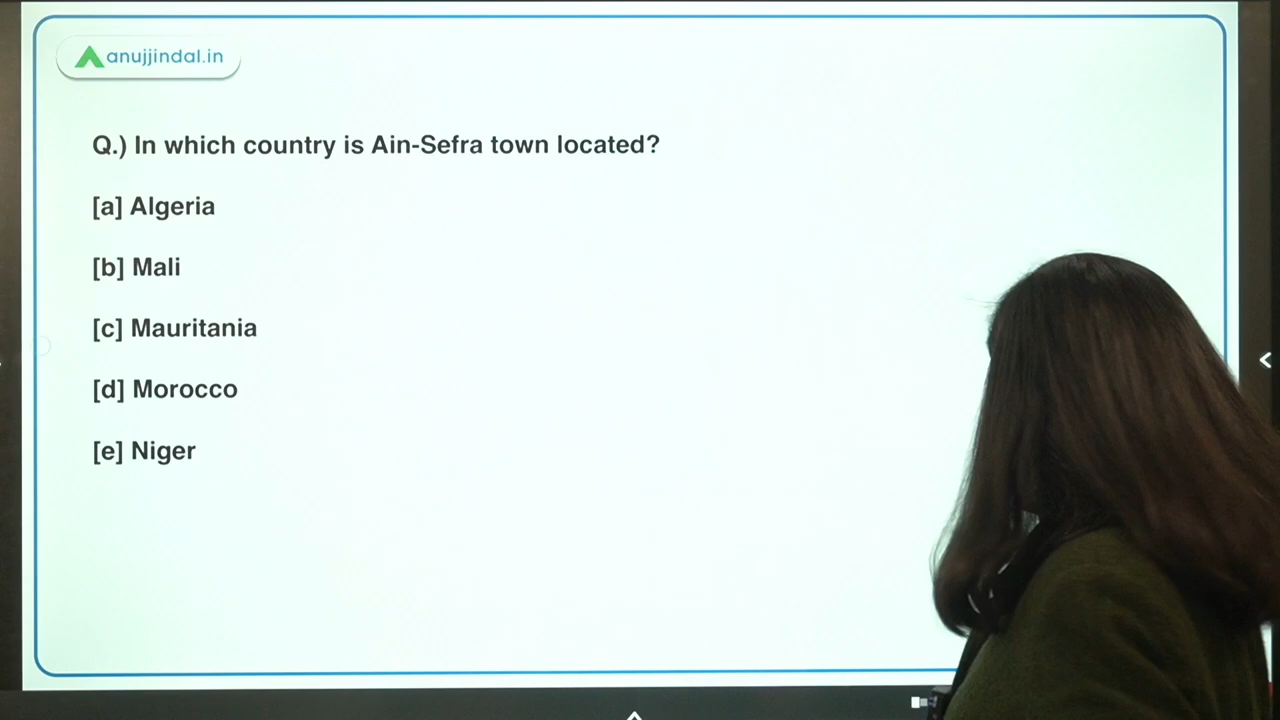 anujjindal.in
Q.) In which country is Ain-Sefra town located?
[a] Algeria
[b] Mali
[c] Mauritania
[d] Morocco
[e] Niger